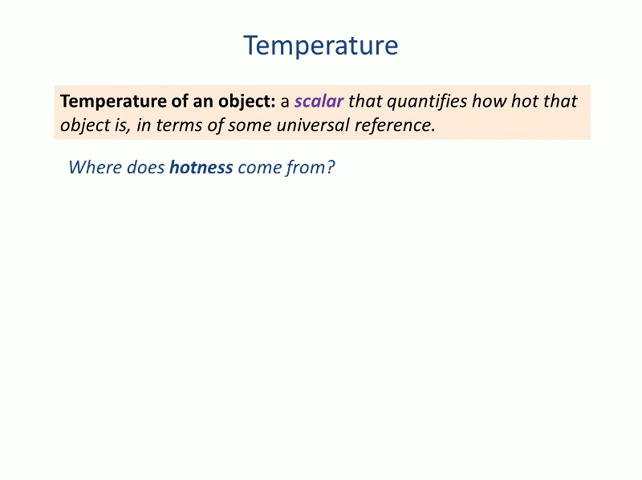 Temperature
Temperature of an object: a scalar that quantifies how hot that
object is, in terms of some universal reference.
Where does hotness come from?